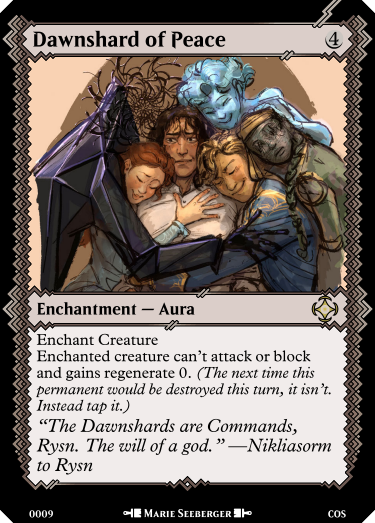 Dawnshard of Peace 4
Enchantment — Aura
Enchant Creature
Enchanted creature can't attack or block
and gains regenerate 0. (The next time this
permanent would be destroyed this turn, it isn't.
Instead tap it.)
“The Dawnshards are Commands,
Rysn. The will of a god.” —Nikliasorm
to Rysn
0009 Marie Seeberger COS